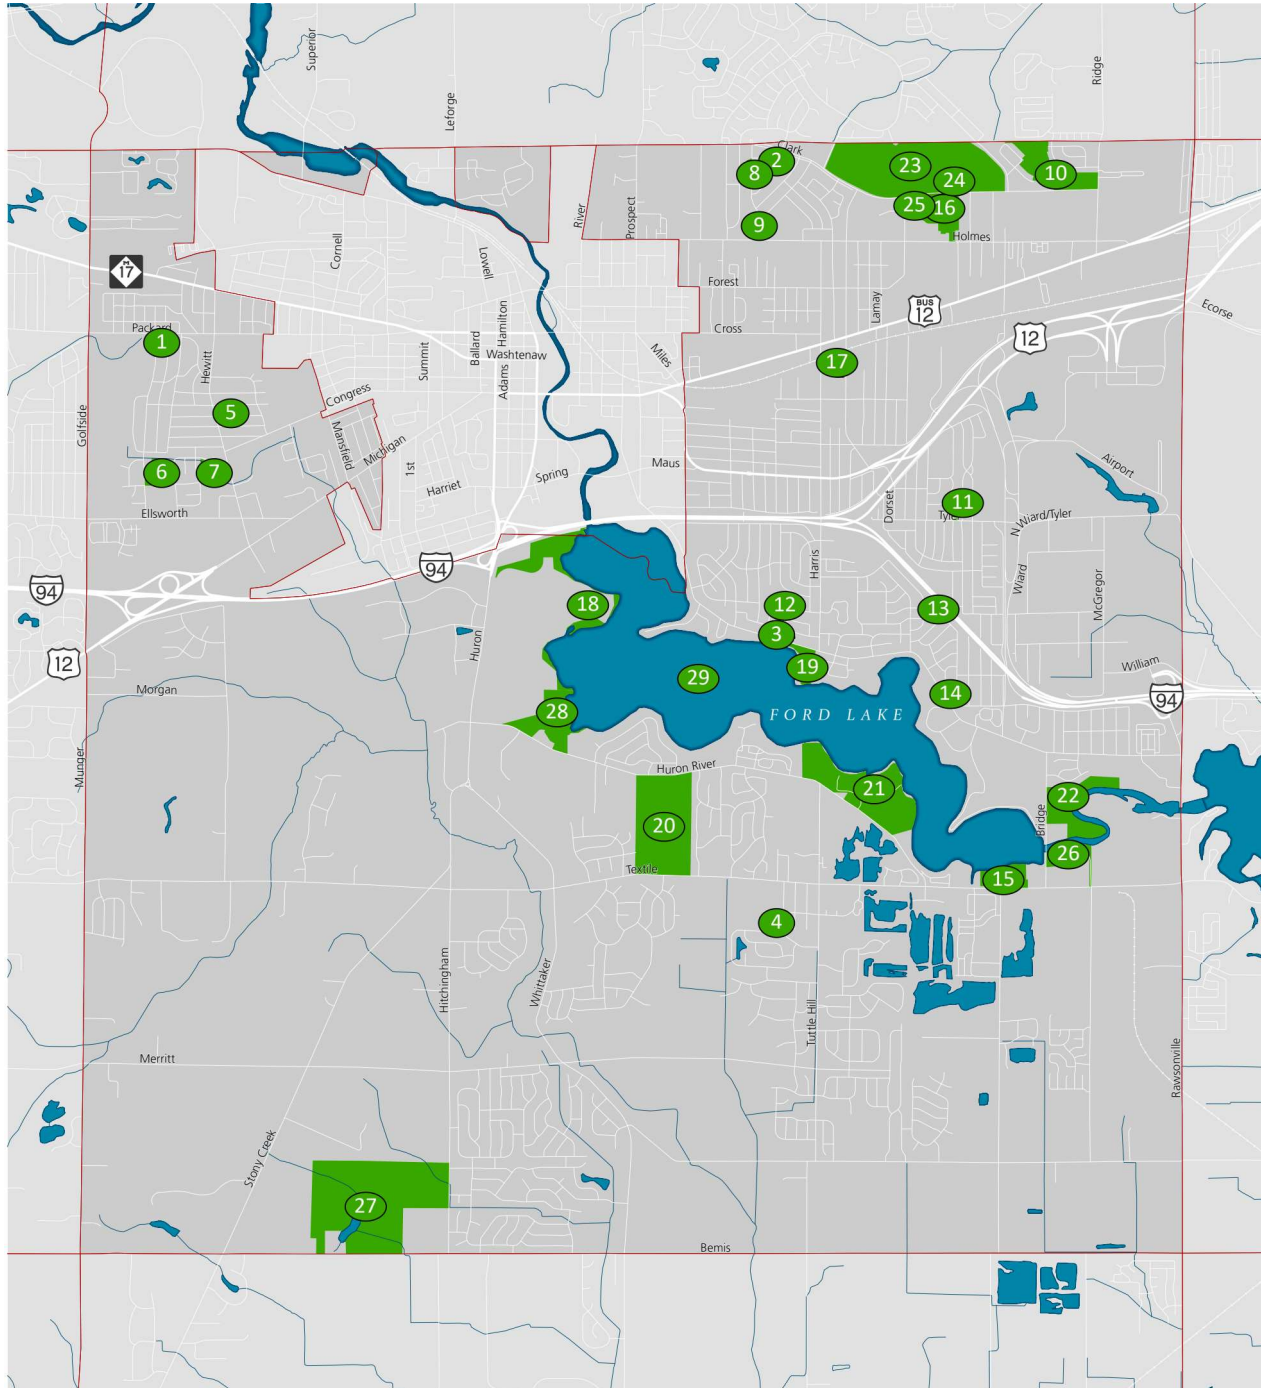 Superior
Leforge
Ridge
Clark
2
8
23
24
10
25
16
9
Holmes
River
Prospect
Cornell
Lowell
M
17
Forest
Lamay
BUS
12
Ecorse
Packard
1
Cross
12
Hewitt
Summit
Ballard
Hamilton
Washtenaw
Miles
17
Adams
Congress
5
Golfside
Mansfield
Michigan
1st
Maus
6
7
Harriet
Spring
Airport
Ellsworth
Dorset
11
Tyler
N Wiard/Tyler
94
94
Harris
Wiard
McGregor
18
12
13
3
Huron
12
19
William
29
Morgan
14
94
28
FORD LAKE
Munger
Huron River
21
22
20
Bridge
26
Textile
15
4
Hitchingham
Whittaker
Tuttle Hill
Merritt
Rawsonville
Stony Creek
27
Bemis